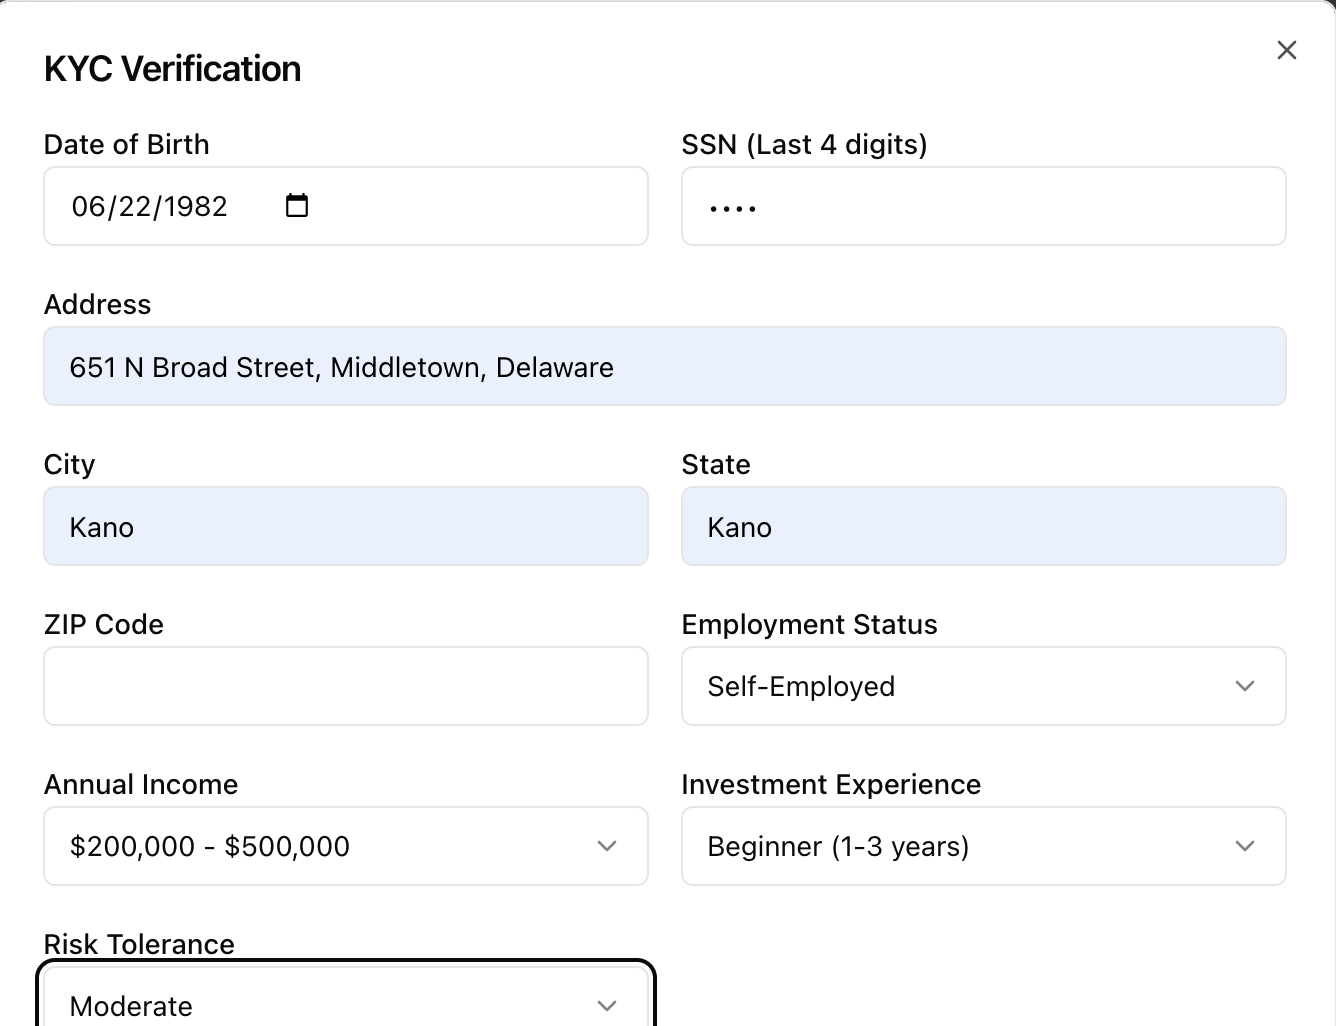 KYC Verification
Date of Birth
SSN (Last 4 digits)
06/22/1982
••••
Address
651 N Broad Street, Middletown, Delaware
City
State
Kano
Kano
ZIP Code
Employment Status
Self-Employed
Annual Income
Investment Experience
$200,000 - $500,000
Beginner (1-3 years)
Risk Tolerance
Moderate